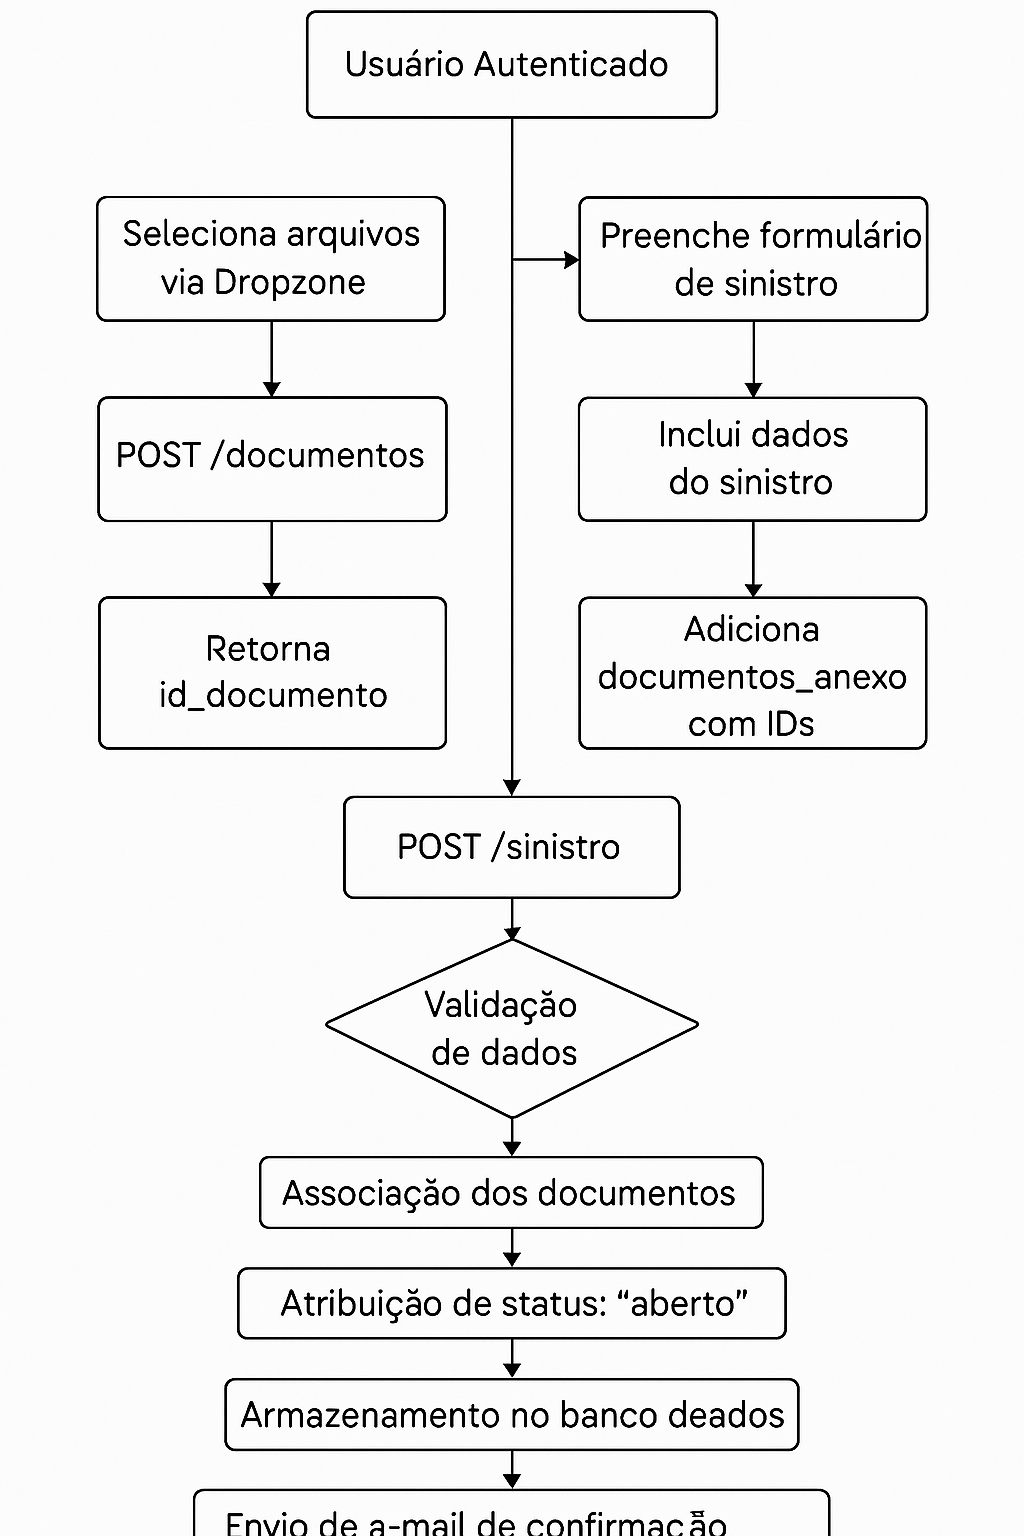 Usuário Autenticado
Seleciona arquivos
via Dropzone
Preenche formulário
de sinistro
POST /documentos
Inclui dados
do sinistro
Retorna
id_documento
Adiciona
documentos_anexo
com IDs
POST /sinistro
Validação
de dados
Associação dos documentos
Atribuição de status: “aberto”
Armazenamento no banco deados
Envio de a-mail de confirmação